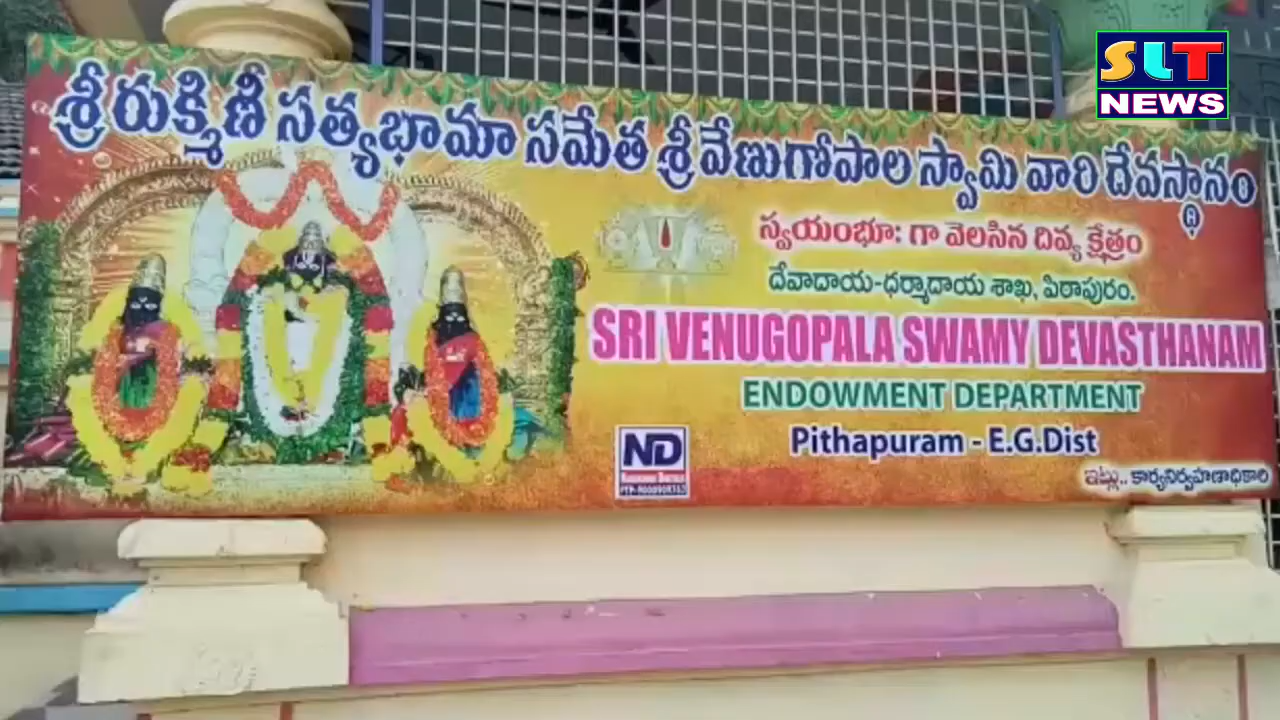 SLT
NEWS
శ్రీ రుక్మిణీ సత్యభామా సమేత శ్రీ వేణుగోపాల స్వామి వారి దేవస్థానం
స్వయంభూ: గా వెలసిన దివ్య క్షేత్రం
దేవాదాయ-ధర్మాదాయ శాఖ, పిఠాపురం.
SRI VENUGOPALA SWAMY DEVASTHANAM
ENDOWMENT DEPARTMENT
Pithapuram - E.G.Dist
ND
ఇట్లు.. కార్యనిర్వహణాధికారి